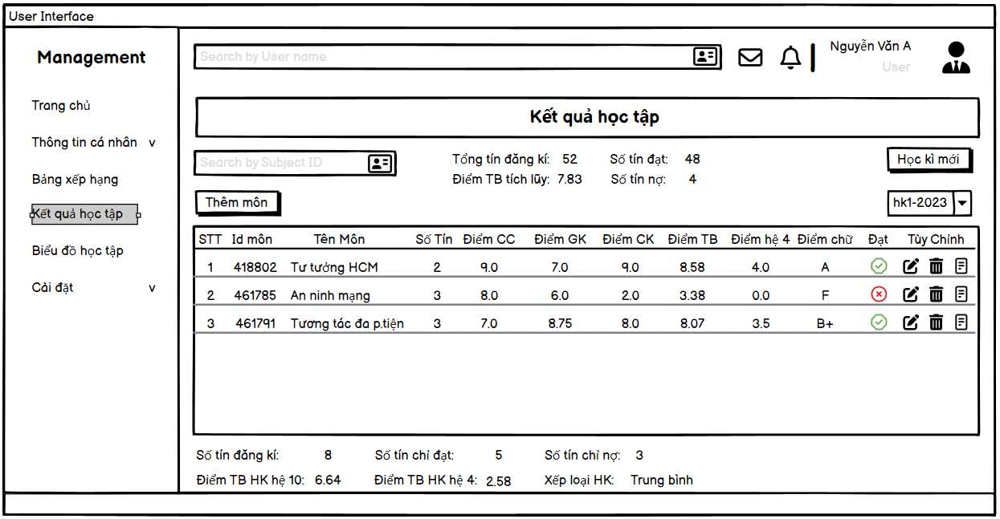 User Interface
Management
Trang chủ
Thông tin cá nhân v
Bảng xếp hạng
Kết quả học tập
Biểu đồ học tập
Cài đặt v
Search by User name
Nguyễn Văn A
User
Kết quả học tập
Search by Subject ID
Tổng tín đăng kí: 52 Số tín đạt: 48
Điểm TB tích lũy: 7.83 Số tín nợ: 4
Học kì mới
Thêm môn
hk1-2023
STT Id môn Tên Môn Số Tín Điểm CC Điểm GK Điểm CK Điểm TB Điểm hệ 4 Điểm chữ Đạt Tùy Chỉnh
1 418802 Tư tưởng HCM 2 9.0 7.0 9.0 8.58 4.0 A
2 461785 An ninh mạng 3 8.0 6.0 2.0 3.38 0.0 F
3 461791 Tương tác đa p.tiện 3 7.0 8.75 8.0 8.07 3.5 B+
Số tín đăng kí: 8 Số tín chỉ đạt: 5 Số tín chỉ nợ: 3
Điểm TB HK hệ 10: 6.64 Điểm TB HK hệ 4: 2.58 Xếp loại HK: Trung bình